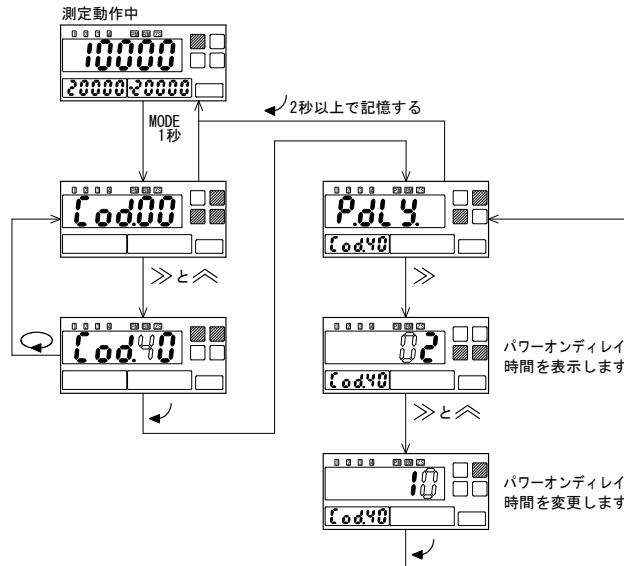 測定動作中
10000
20000 -20000
2秒以上で記憶する
MODE
1秒
Cod.00
P.dLY.
Cod.40
≫と︽
≫
Cod.40
02
Cod.40
パワーオンディレイ
時間を表示します
≫と︽
10
Cod.40
パワーオンディレイ
時間を変更します